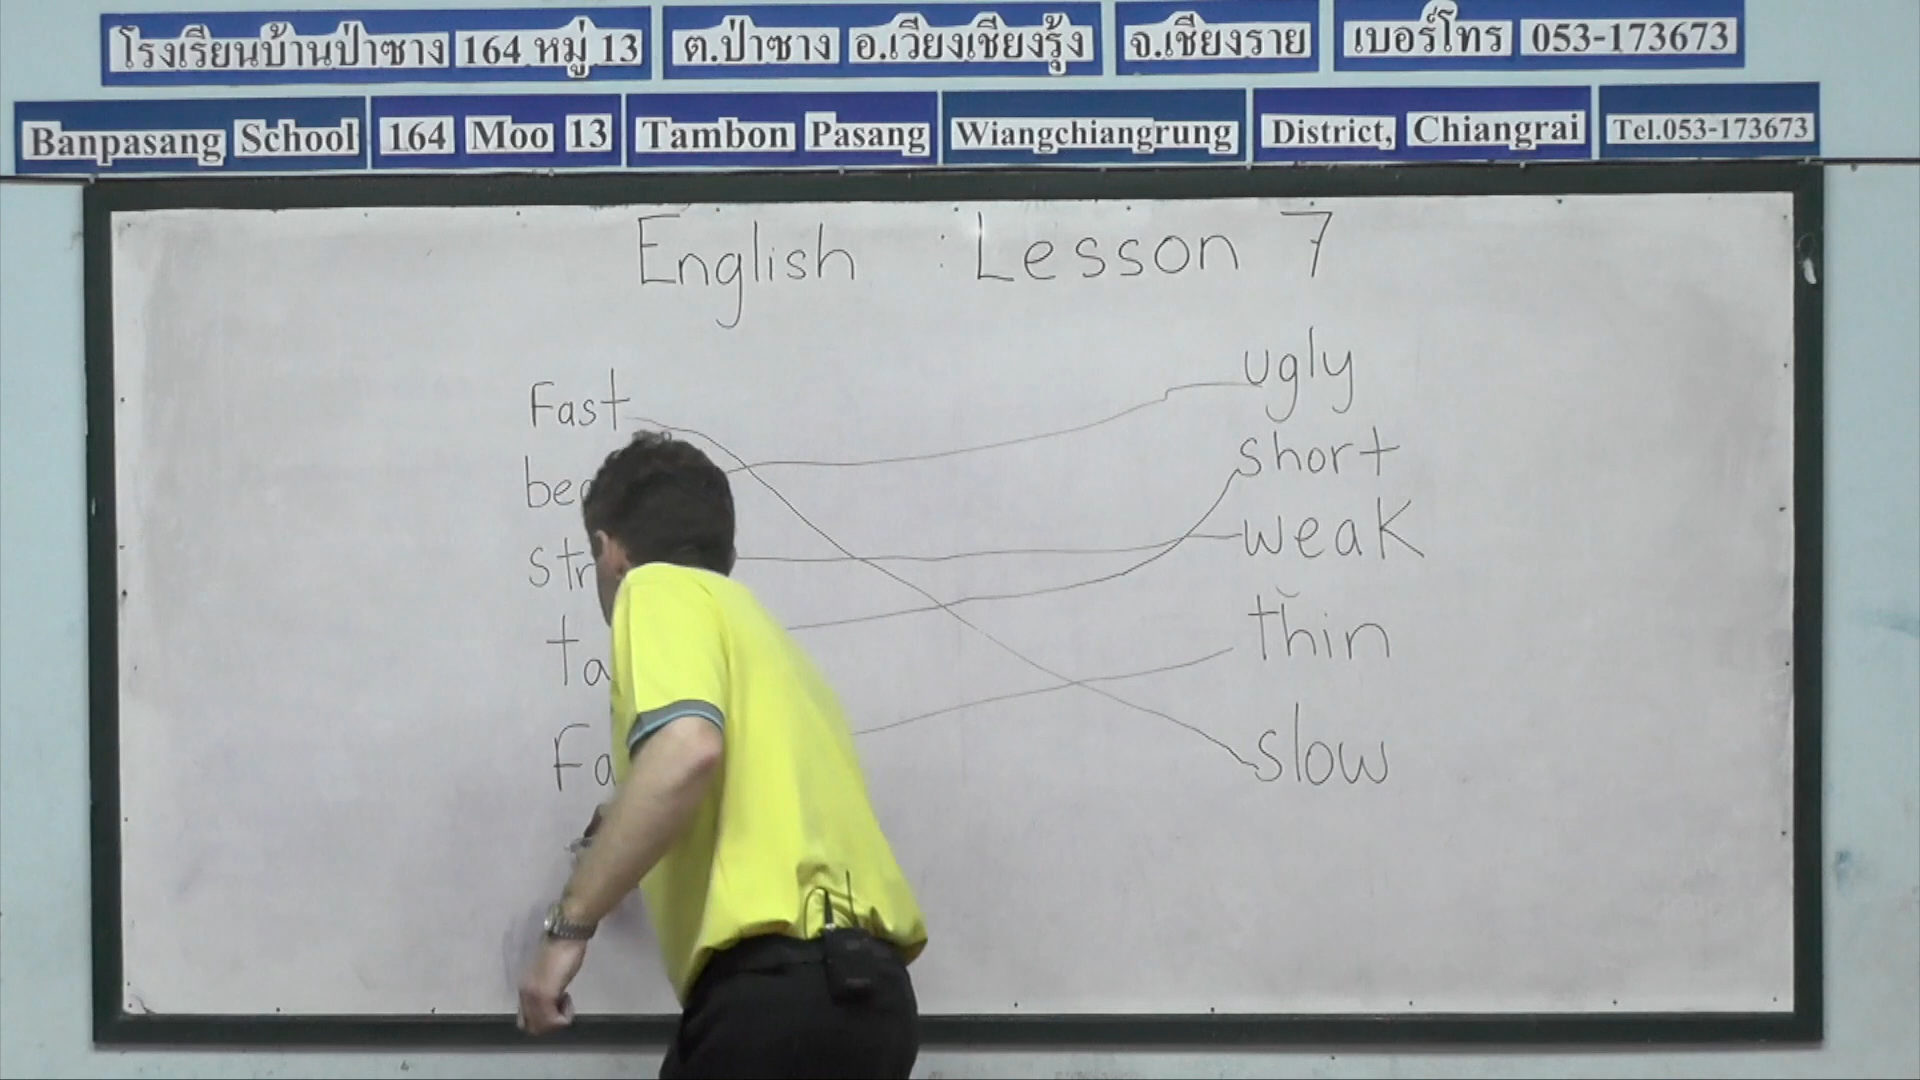 โรงเรียนบ้านป่าซาง 164 หมู่ 13 ต.ป่าซาง อ.เวียงเชียงรุ้ง จ.เชียงราย เบอร์โทร 053-173673
Banpasang School 164 Moo 13 Tambon Pasang Wiangchiangrung District, Chiangrai Tel.053-173673
English : Lesson 7
Fast
ugly
short
weak
thin
slow